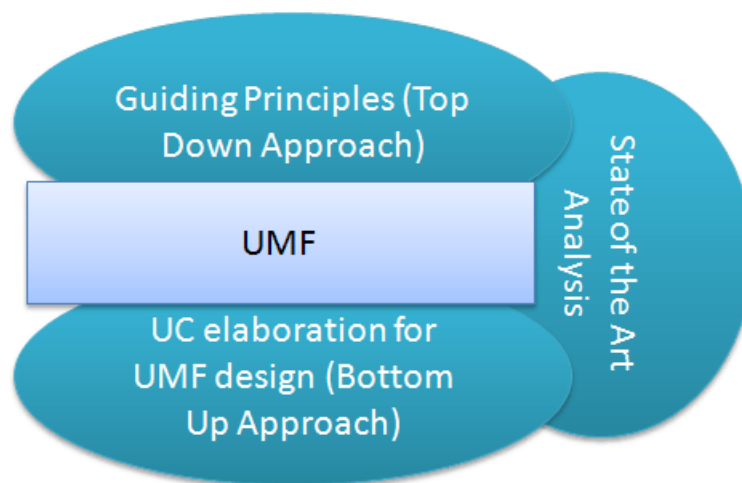 Guiding Principles (Top
Down Approach)
UMF
UC elaboration for
UMF design (Bottom
Up Approach)
State of the Art
Analysis